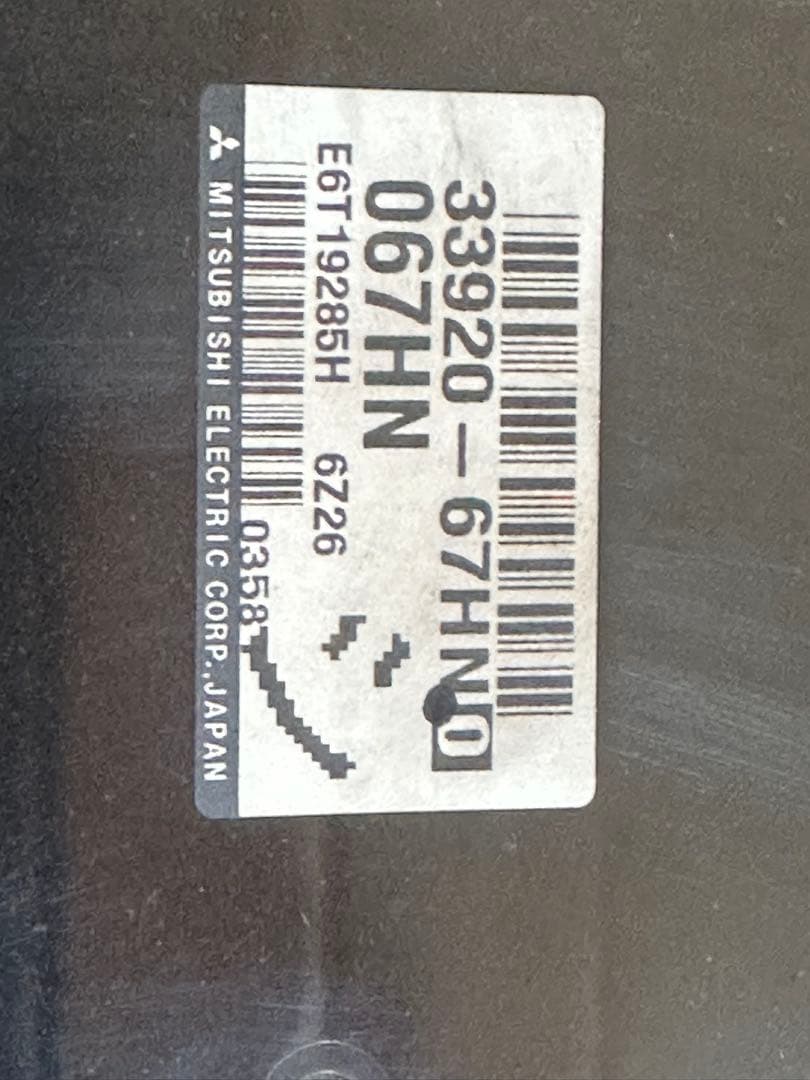 33920-67HN0
067HN
E6T19285H 6Z26
0358
MITSUBISHI ELECTRIC CORP.,JAPAN